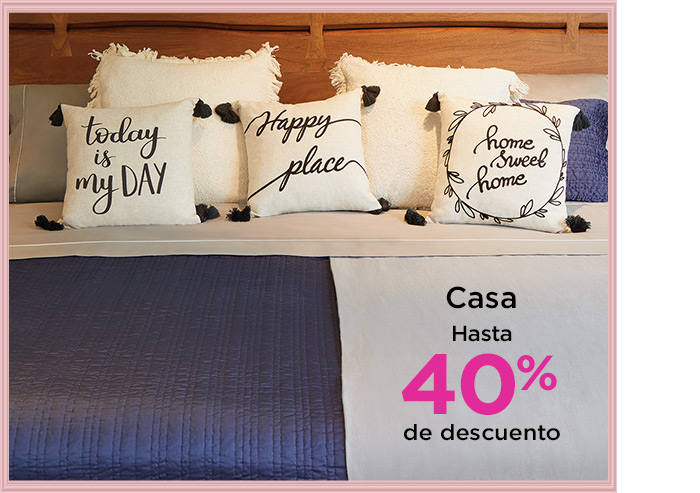 today
is
my DAY
Happy
place
home
sweet
home
Casa
Hasta
40%
de descuento